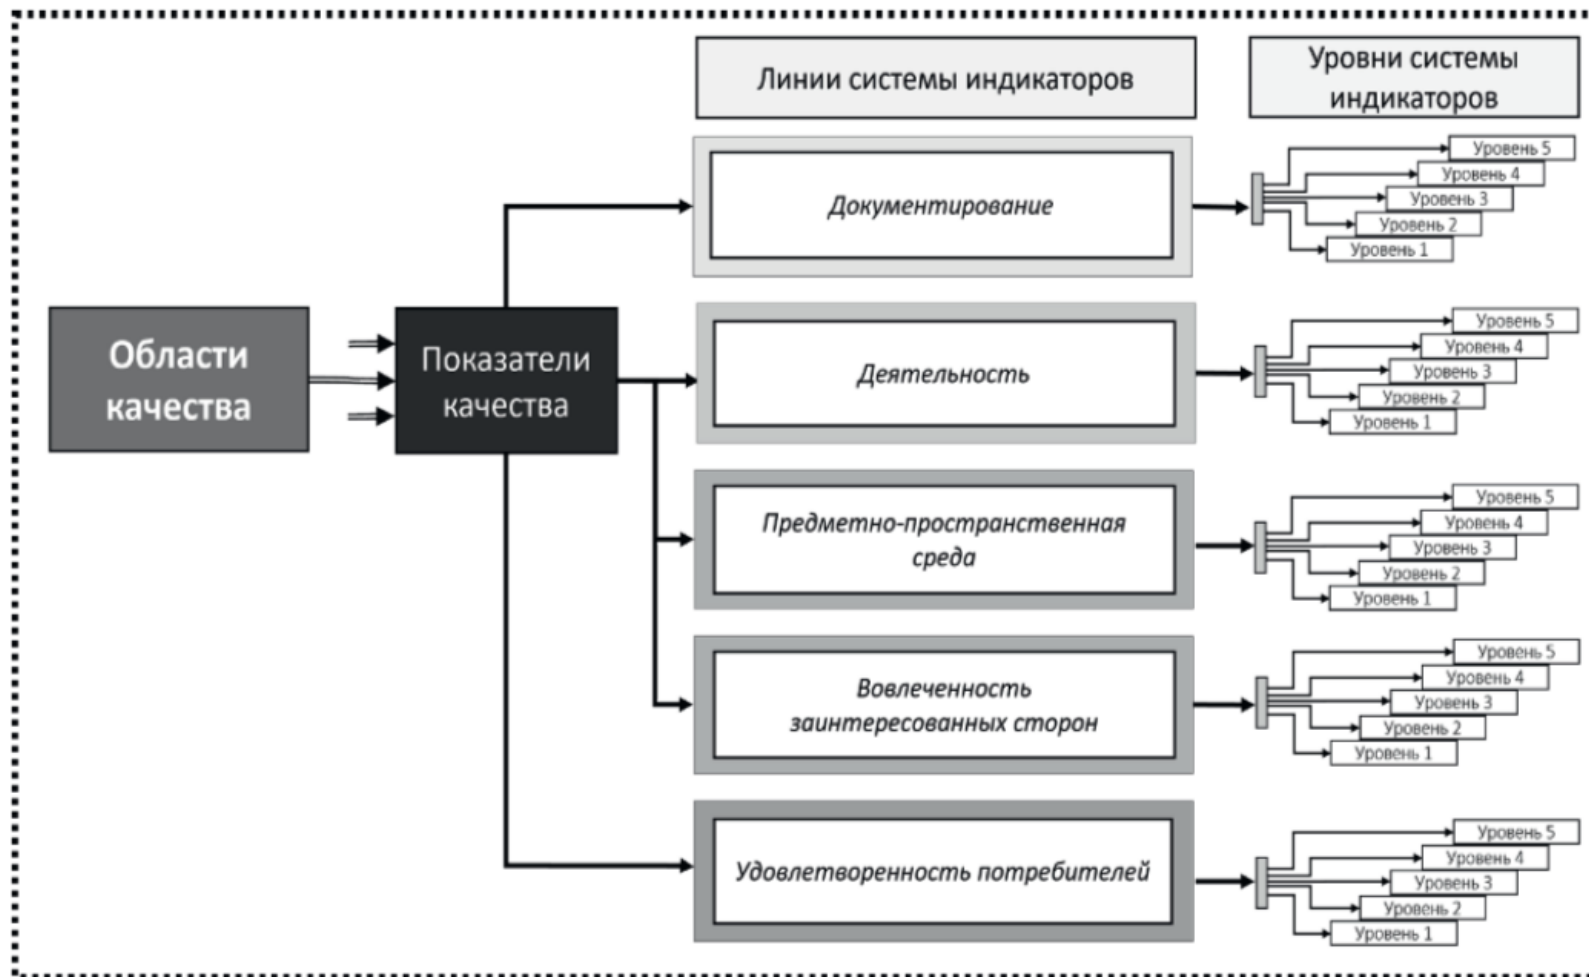 Линии системы индикаторов
Уровни системы
индикаторов
Области
качества
Показатели
качества
Документирование
Уровень 5
Уровень 4
Уровень 3
Уровень 2
Уровень 1
Деятельность
Уровень 5
Уровень 4
Уровень 3
Уровень 2
Уровень 1
Предметно-пространственная
среда
Уровень 5
Уровень 4
Уровень 3
Уровень 2
Уровень 1
Вовлеченность
заинтересованных сторон
Уровень 5
Уровень 4
Уровень 3
Уровень 2
Уровень 1
Удовлетворенность потребителей
Уровень 5
Уровень 4
Уровень 3
Уровень 2
Уровень 1